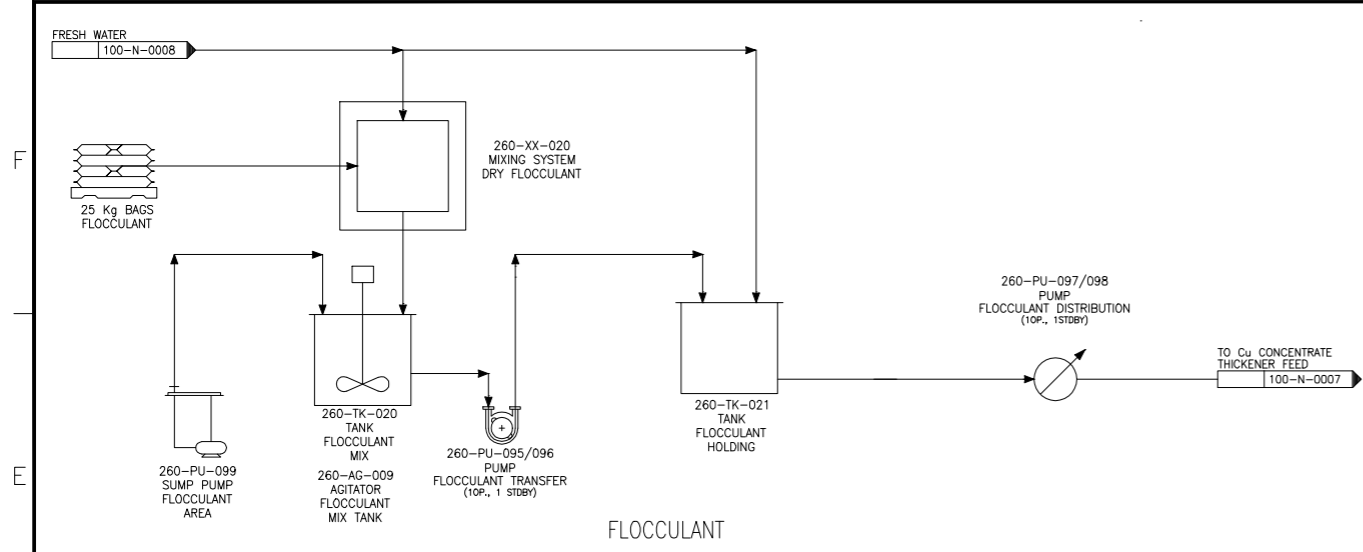 FRESH WATER
100-N-0008
F
260-XX-020
MIXING SYSTEM
DRY FLOCCULANT
25 Kg BAGS
FLOCCULANT
260-PU-097/098
PUMP
FLOCCULANT DISTRIBUTION
(1OP., 1STDBY)
TO Cu CONCENTRATE
THICKENER FEED
100-N-0007
260-TK-020
TANK
FLOCCULANT
MIX
260-TK-021
TANK
FLOCCULANT
HOLDING
260-PU-095/096
PUMP
FLOCCULANT TRANSFER
(1OP., 1 STDBY)
E
260-PU-099
SUMP PUMP
FLOCCULANT
AREA
260-AG-009
AGITATOR
FLOCCULANT
MIX TANK
FLOCCULANT